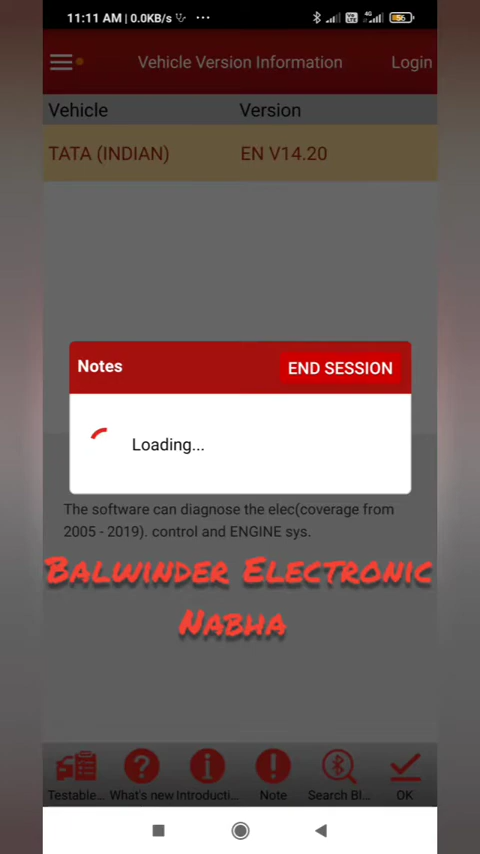 11:11 AM | 0.0KB/s ...
4G 56
Vehicle Version Information Login
Vehicle Version
TATA (INDIAN) EN V14.20
Notes END SESSION
Loading...
The software can diagnose the elec(coverage from
2005 - 2019). control and ENGINE sys.
Balwinder Electronic
Nabha
Testable... What's new Introducti... Note Search Bl... OK